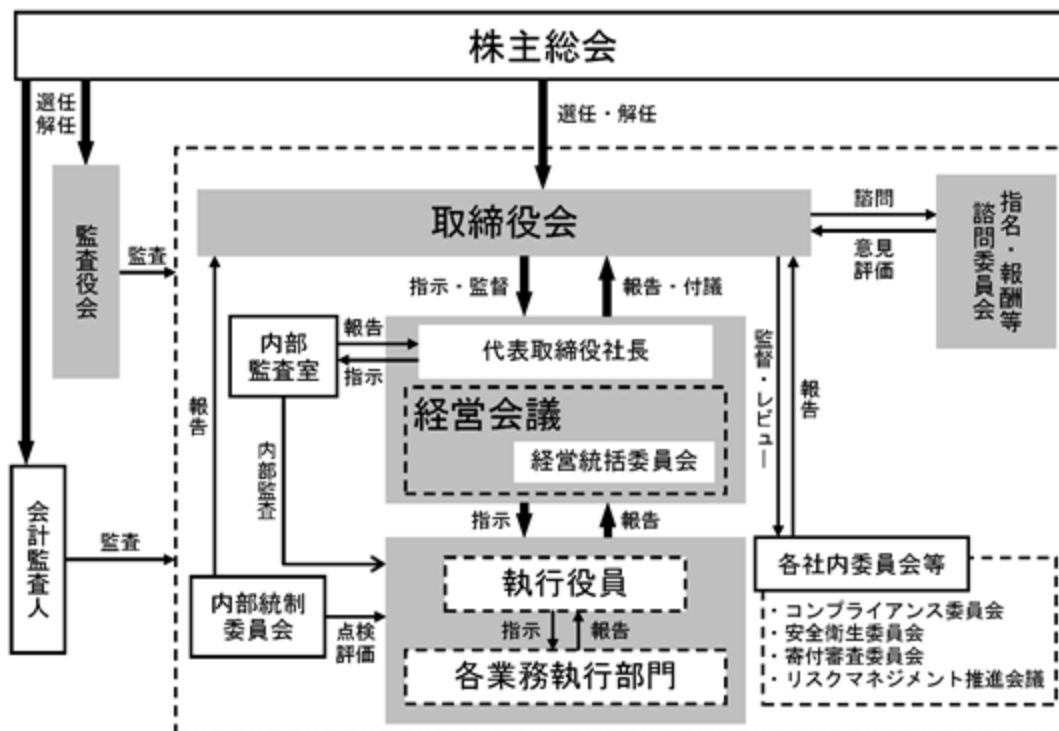 株主総会
選任
解任
選任・解任
監査役会
監査
取締役会
諮問
意見
評価
指名・報酬等
諮問委員会
指示・監督
報告・付議
内部
監査室
報告
指示
代表取締役社長
経営会議
経営統括委員会
監督・レビュー
報告
報告
内部監査
指示
報告
会計監査人
監査
内部統制
委員会
点検
評価
執行役員
指示
報告
各業務執行部門
各社内委員会等
・コンプライアンス委員会
・安全衛生委員会
・寄付審査委員会
・リスクマネジメント推進会議